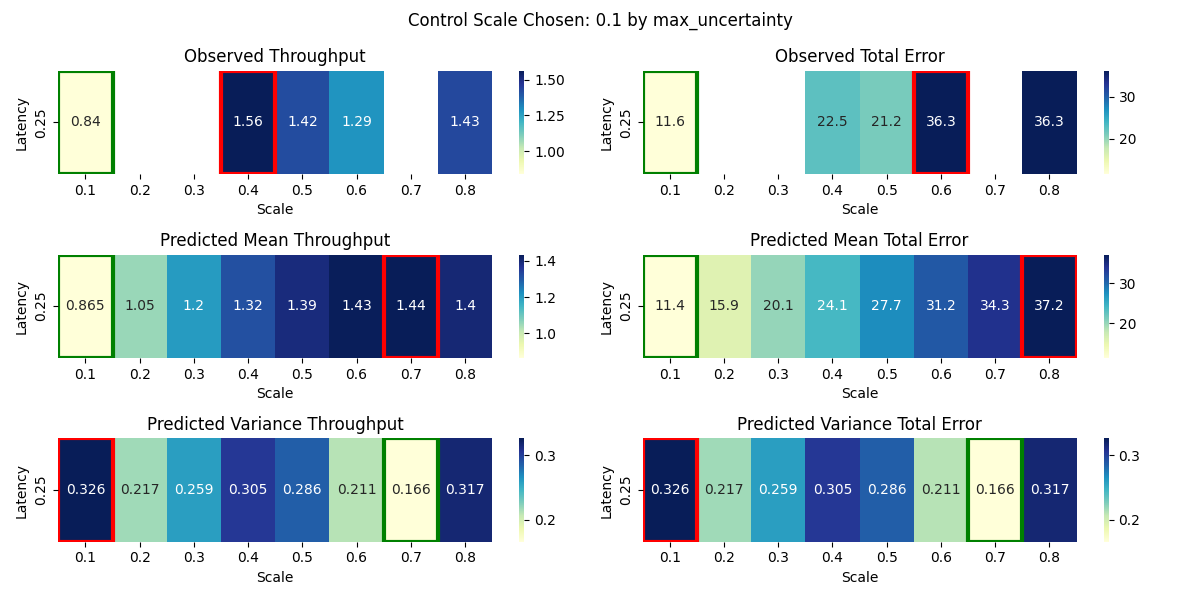 Control Scale Chosen: 0.1 by max_uncertainty
Observed Throughput
Latency
0.25
0.84
1.56
1.42
1.29
1.43
0.1 0.2 0.3 0.4 0.5 0.6 0.7 0.8
Scale
1.50
1.25
1.00
Observed Total Error
Latency
0.25
11.6
22.5
21.2
36.3
36.3
0.1 0.2 0.3 0.4 0.5 0.6 0.7 0.8
Scale
30
20
Predicted Mean Throughput
Latency
0.25
0.865 1.05 1.2 1.32 1.39 1.43 1.44 1.4
0.1 0.2 0.3 0.4 0.5 0.6 0.7 0.8
Scale
1.4
1.2
1.0
Predicted Mean Total Error
Latency
0.25
11.4 15.9 20.1 24.1 27.7 31.2 34.3 37.2
0.1 0.2 0.3 0.4 0.5 0.6 0.7 0.8
Scale
30
20
Predicted Variance Throughput
Latency
0.25
0.326 0.217 0.259 0.305 0.286 0.211 0.166 0.317
0.1 0.2 0.3 0.4 0.5 0.6 0.7 0.8
Scale
0.3
0.2
Predicted Variance Total Error
Latency
0.25
0.326 0.217 0.259 0.305 0.286 0.211 0.166 0.317
0.1 0.2 0.3 0.4 0.5 0.6 0.7 0.8
Scale
0.3
0.2